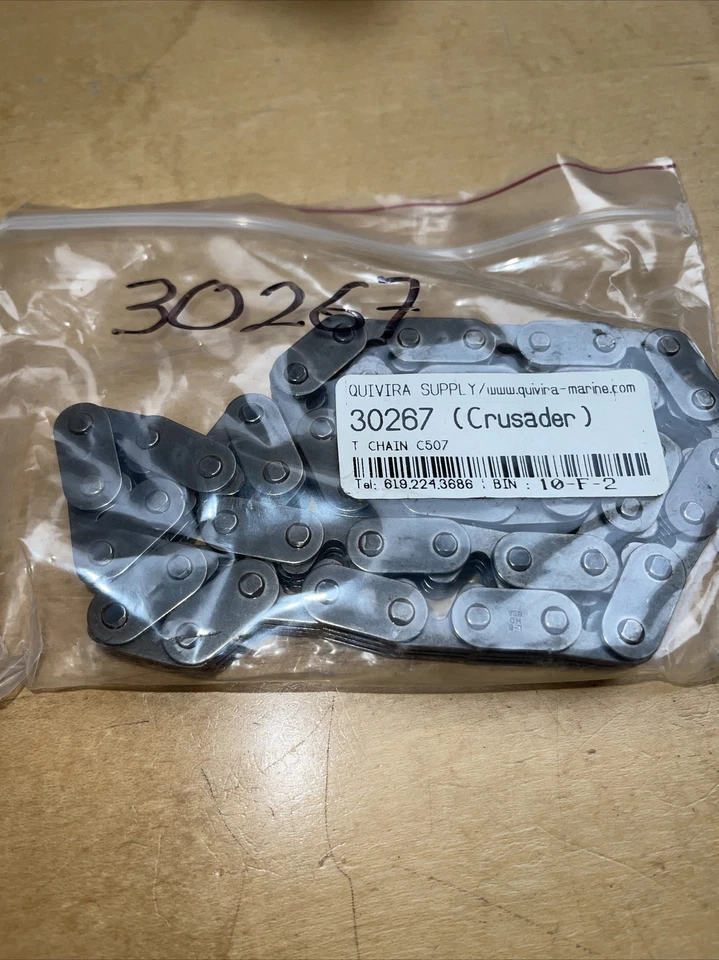 30267
QUIVIRA SUPPLY/www.quivira-marine.com
30267 (Crusader)
T CHAIN C507
Tel: 619.224.3686 : BIN : 10-F-2